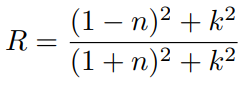 R = \frac{(1 - n)^2 + k^2}{(1 + n)^2 + k^2}